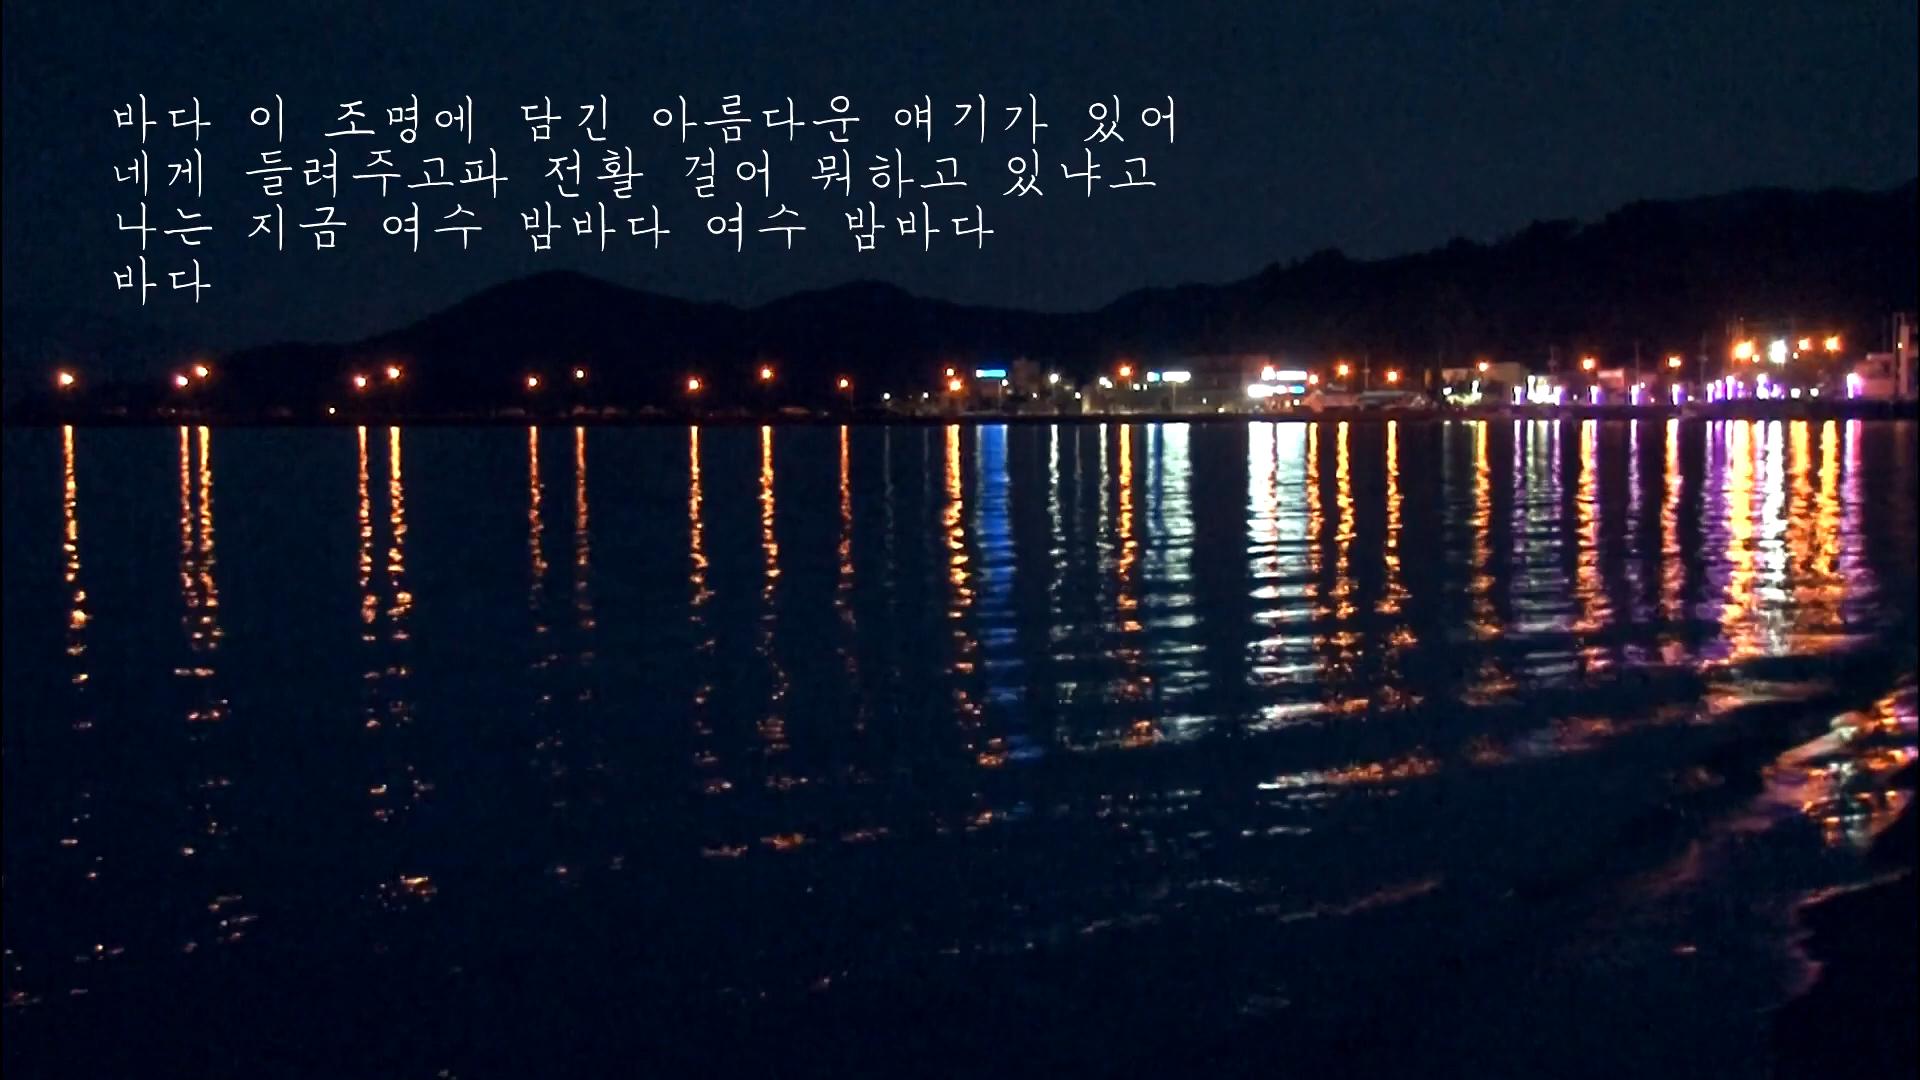 바다 이 조명에 담긴 아름다운 얘기가 있어
네게 들려주고파 전활 걸어 뭐하고 있냐고
나는 지금 여수 밤바다 여수 밤바다
바다